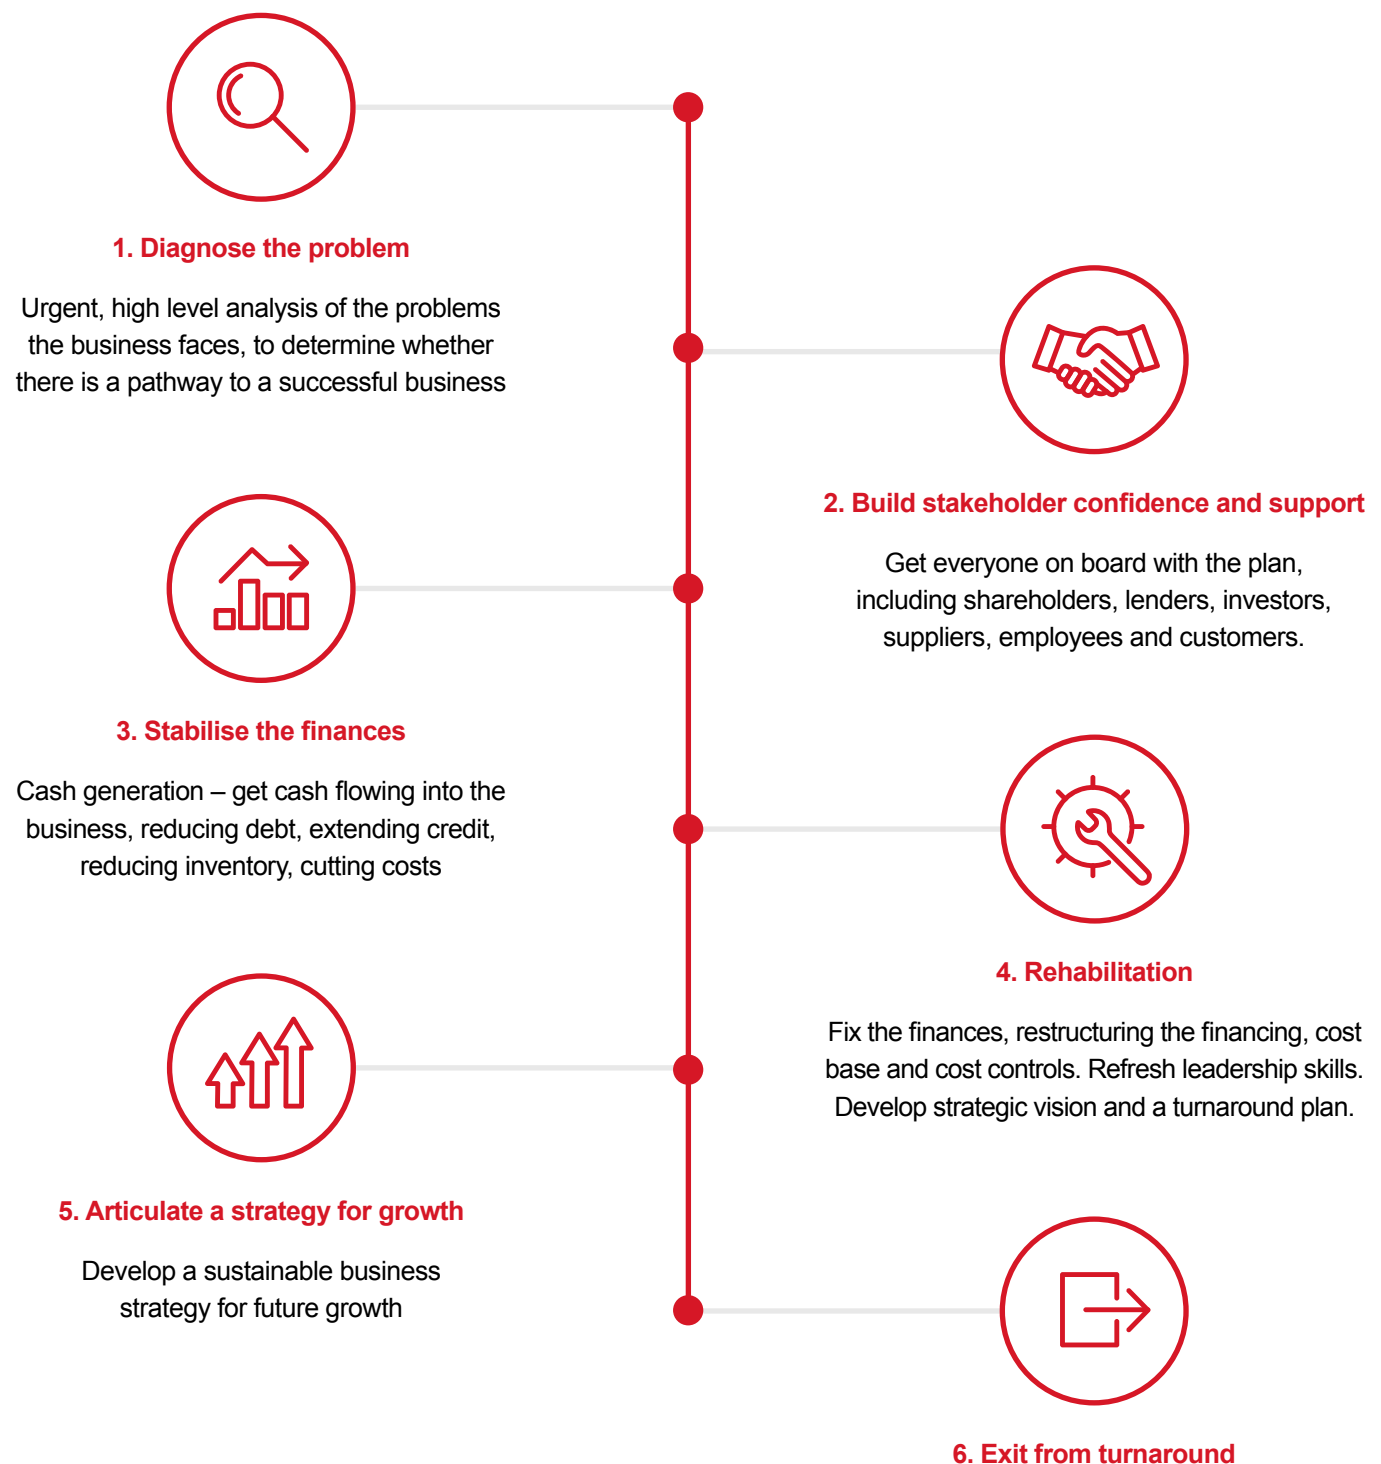 1. Diagnose the problem
Urgent, high level analysis of the problems
the business faces, to determine whether
there is a pathway to a successful business
2. Build stakeholder confidence and support
Get everyone on board with the plan,
including shareholders, lenders, investors,
suppliers, employees and customers.
3. Stabilise the finances
Cash generation – get cash flowing into the
business, reducing debt, extending credit,
reducing inventory, cutting costs
4. Rehabilitation
Fix the finances, restructuring the financing, cost
base and cost controls. Refresh leadership skills.
Develop strategic vision and a turnaround plan.
5. Articulate a strategy for growth
Develop a sustainable business
strategy for future growth
6. Exit from turnaround